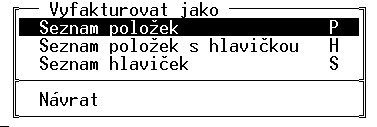 Vyfakturovat jako
Seznam položek P
Seznam položek s hlavičkou H
Seznam hlaviček S
Návrat